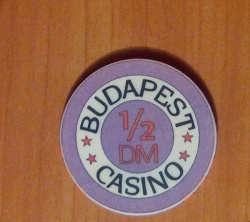 BUDAPEST
1/2
DM
CASINO